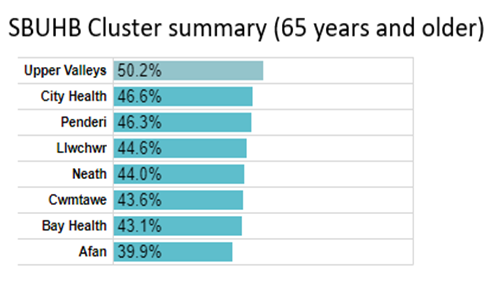 SBUHB Cluster summary (65 years and older)
Upper Valleys 50.2%
City Health 46.6%
Penderi 46.3%
Llwchwr 44.6%
Neath 44.0%
Cwmtawe 43.6%
Bay Health 43.1%
Afan 39.9%